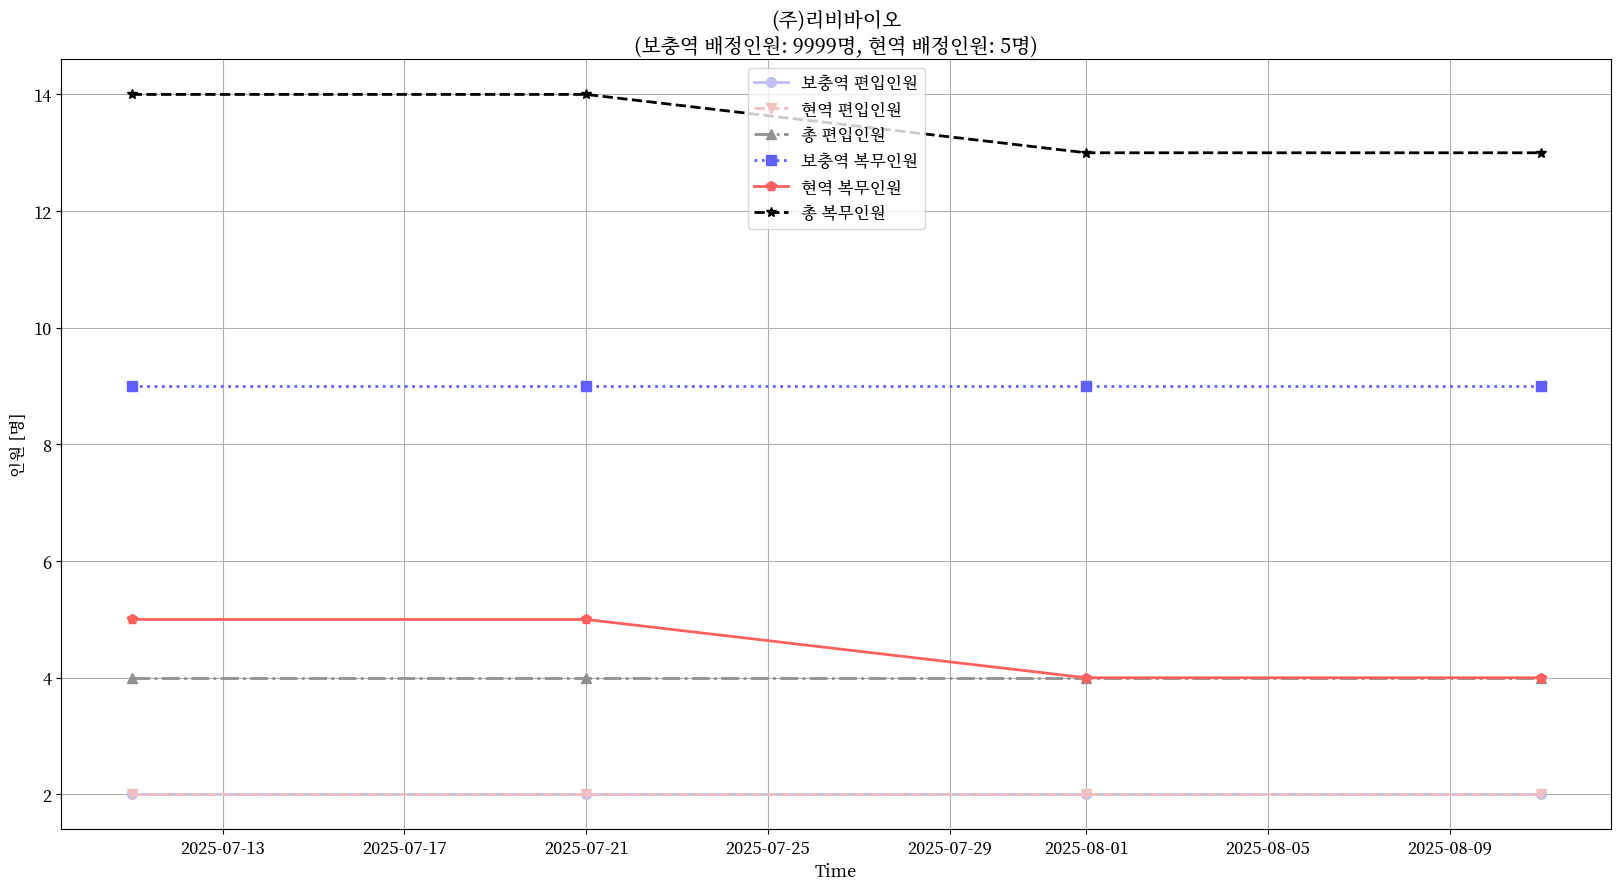 (주)리비바이오
(보충역 배정인원: 9999명, 현역 배정인원: 5명)
보충역 편입인원
현역 편입인원
총 편입인원
보충역 복무인원
현역 복무인원
총 복무인원
14
12
10
8
6
4
2
인원 [명]
2025-07-13
2025-07-17
2025-07-21
2025-07-25
2025-07-29
2025-08-01
2025-08-05
2025-08-09
Time